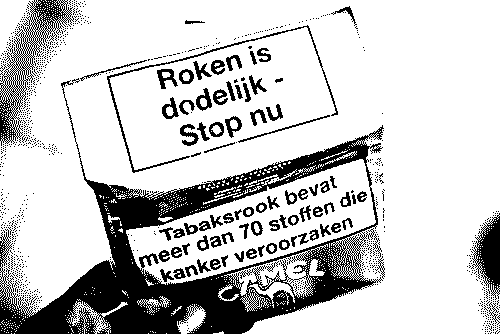 Roken is
dodelijk -
Stop nu
Tabaksrook bevat
meer dan 70 stoffen die
kanker veroorzaken
CAMEL